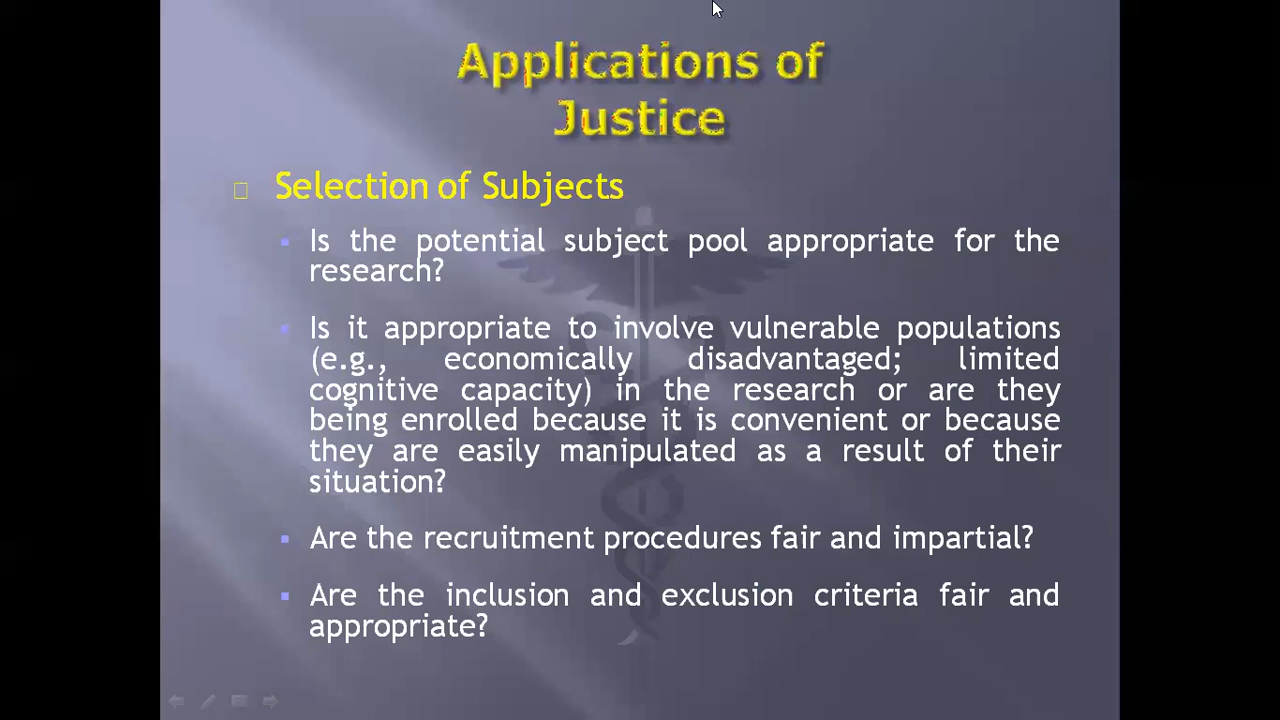 Applications of
Justice
Selection of Subjects
Is the potential subject pool appropriate for the
research?
Is it appropriate to involve vulnerable populations
(e.g., economically disadvantaged; limited
cognitive capacity) in the research or are they
being enrolled because it is convenient or because
they are easily manipulated as a result of their
situation?
Are the recruitment procedures fair and impartial?
Are the inclusion and exclusion criteria fair and
appropriate?